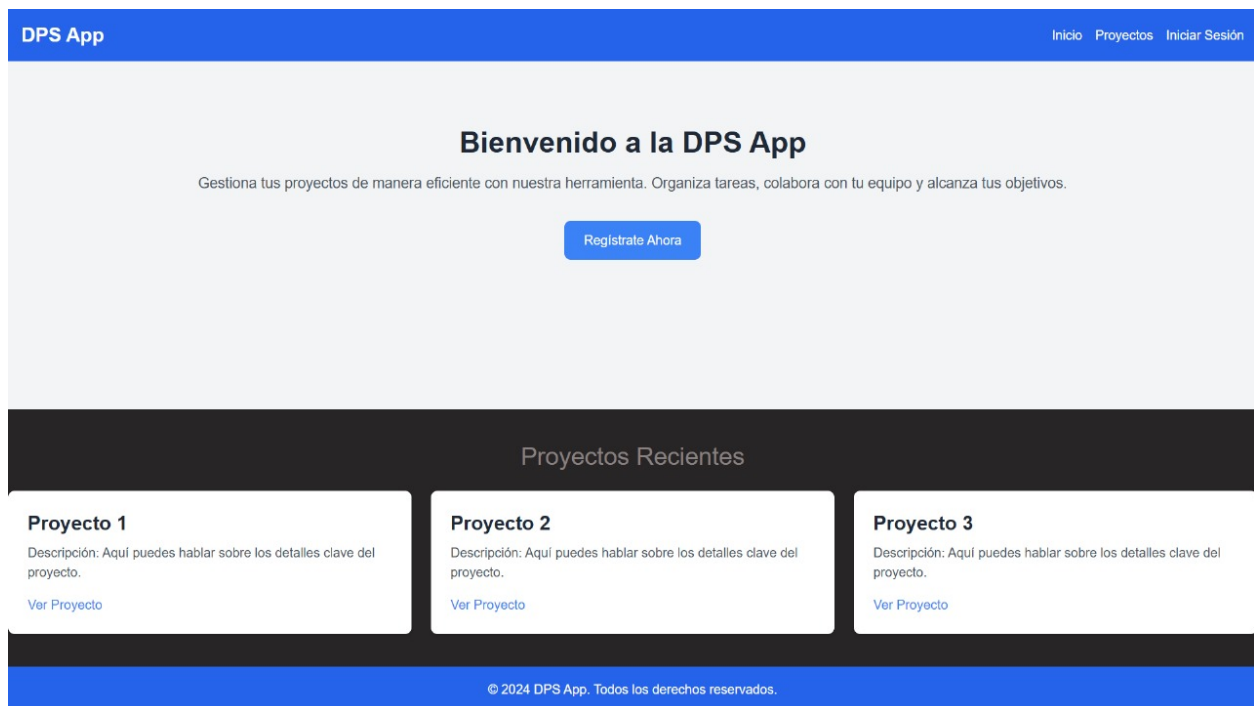 DPS App
Inicio Proyectos Iniciar Sesión
Bienvenido a la DPS App
Gestiona tus proyectos de manera eficiente con nuestra herramienta. Organiza tareas, colabora con tu equipo y alcanza tus objetivos.
Regístrate Ahora
Proyectos Recientes
Proyecto 1
Descripción: Aquí puedes hablar sobre los detalles clave del
proyecto.
Ver Proyecto
Proyecto 2
Descripción: Aquí puedes hablar sobre los detalles clave del
proyecto.
Ver Proyecto
Proyecto 3
Descripción: Aquí puedes hablar sobre los detalles clave del
proyecto.
Ver Proyecto
© 2024 DPS App. Todos los derechos reservados.